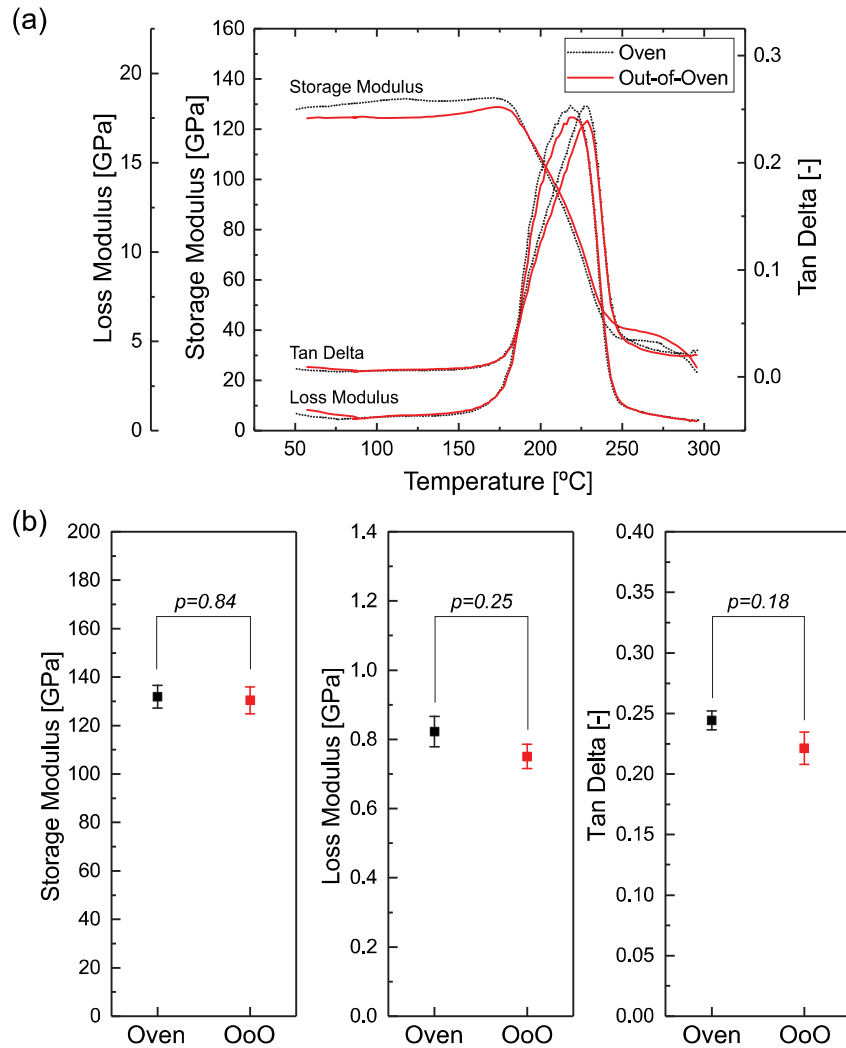 (a)
Loss Modulus [GPa]
20
15
10
5
0
Storage Modulus [GPa]
160
140
120
100
80
60
40
20
0
Storage Modulus
Tan Delta
Loss Modulus
Oven
Out-of-Oven
0.3
0.2
0.1
0.0
Tan Delta [-]
50 100 150 200 250 300
Temperature [ºC]
(b)
Storage Modulus [GPa]
200
180
160
140
120
100
80
60
40
20
0
p=0.84
Oven OoO
Loss Modulus [GPa]
1.4
1.2
1.0
0.8
0.6
0.4
0.2
0.0
p=0.25
Oven OoO
Tan Delta [-]
0.40
0.35
0.30
0.25
0.20
0.15
0.10
0.05
0.00
p=0.18
Oven OoO